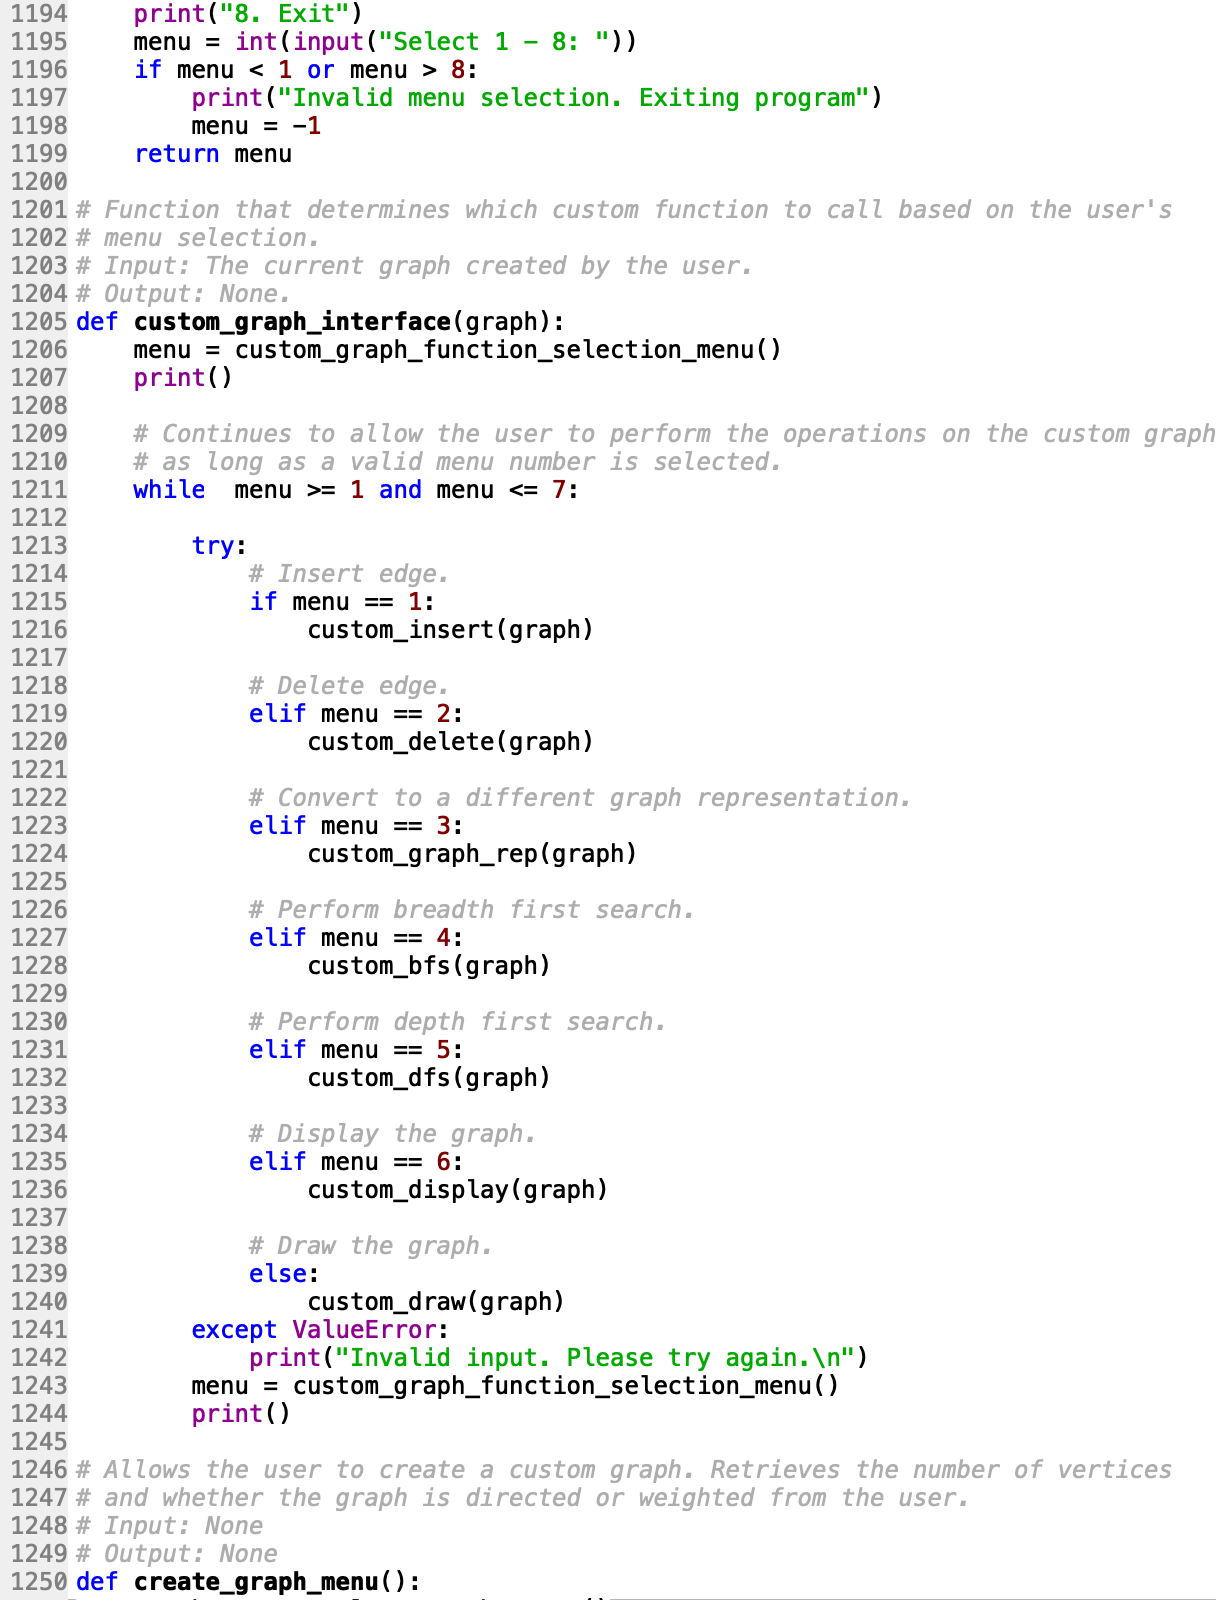 1194     print("8. Exit")
1195     menu = int(input("Select 1 - 8: "))
1196     if menu < 1 or menu > 8:
1197         print("Invalid menu selection. Exiting program")
1198         menu = -1
1199     return menu
1200
1201 # Function that determines which custom function to call based on the user's
1202 # menu selection.
1203 # Input: The current graph created by the user.
1204 # Output: None.
1205 def custom_graph_interface(graph):
1206     menu = custom_graph_function_selection_menu()
1207     print()
1208
1209     # Continues to allow the user to perform the operations on the custom graph
1210     # as long as a valid menu number is selected.
1211     while  menu >= 1 and menu <= 7:
1212
1213         try:
1214             # Insert edge.
1215             if menu == 1:
1216                 custom_insert(graph)
1217
1218             # Delete edge.
1219             elif menu == 2:
1220                 custom_delete(graph)
1221
1222             # Convert to a different graph representation.
1223             elif menu == 3:
1224                 custom_graph_rep(graph)
1225
1226             # Perform breadth first search.
1227             elif menu == 4:
1228                 custom_bfs(graph)
1229
1230             # Perform depth first search.
1231             elif menu == 5:
1232                 custom_dfs(graph)
1233
1234             # Display the graph.
1235             elif menu == 6:
1236                 custom_display(graph)
1237
1238             # Draw the graph.
1239             else:
1240                 custom_draw(graph)
1241         except ValueError:
1242             print("Invalid input. Please try again.\n")
1243         menu = custom_graph_function_selection_menu()
1244         print()
1245
1246 # Allows the user to create a custom graph. Retrieves the number of vertices
1247 # and whether the graph is directed or weighted from the user.
1248 # Input: None
1249 # Output: None
1250 def create_graph_menu():